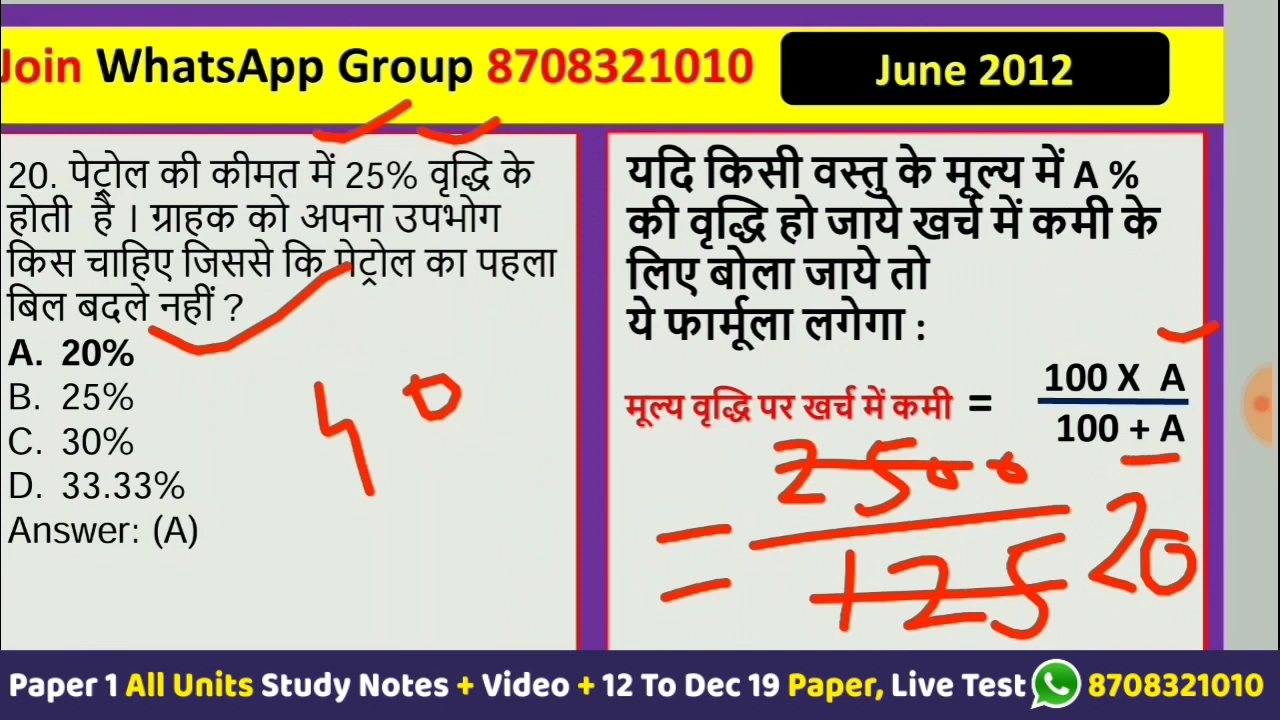 Join WhatsApp Group 8708321010
June 2012
20. पेट्रोल की कीमत में 25% वृद्धि के
होती है । ग्राहक को अपना उपभोग
किस चाहिए जिससे कि पेट्रोल का पहला
बिल बदले नहीं ?
A. 20%
B. 25%
C. 30%
D. 33.33%
Answer: (A)
40
यदि किसी वस्तु के मूल्य में A %
की वृद्धि हो जाये खर्च में कमी के
लिए बोला जाये तो
ये फार्मूला लगेगा :
मूल्य वृद्धि पर खर्च में कमी =
100 X A
100 + A
2500
=
125
20
Paper 1 All Units Study Notes + Video + 12 To Dec 19 Paper, Live Test 8708321010